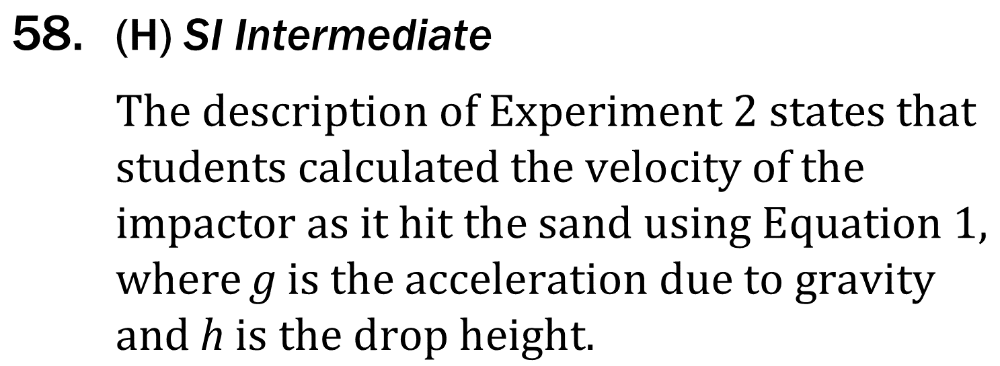 58. (H) SI Intermediate
The description of Experiment 2 states that
students calculated the velocity of the
impactor as it hit the sand using Equation 1,
where g is the acceleration due to gravity
and h is the drop height.